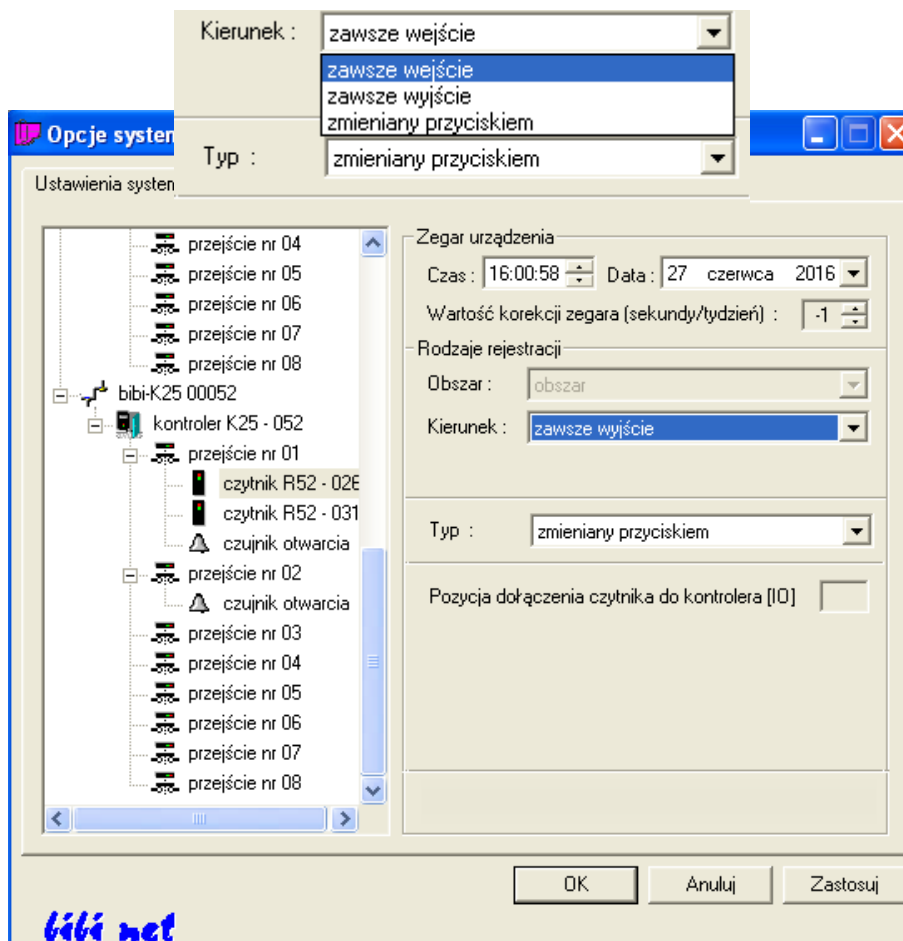 Kierunek : zawsze wejście
zawsze wejście
zawsze wyjście
zmieniany przyciskiem
Typ : zmieniany przyciskiem
Opcje system
Ustawienia system
przejście nr 04
przejście nr 05
przejście nr 06
przejście nr 07
przejście nr 08
bibi-K25 00052
kontroler K25 - 052
przejście nr 01
czytnik R52 - 026
czytnik R52 - 031
czujnik otwarcia
przejście nr 02
czujnik otwarcia
przejście nr 03
przejście nr 04
przejście nr 05
przejście nr 06
przejście nr 07
przejście nr 08
Zegar urządzenia
Czas : 16:00:58 Data : 27 czerwca 2016
Wartość korekcji zegara (sekundy/tydzień) : -1
Rodzaje rejestracji
Obszar : obszar
Kierunek : zawsze wyjście
Typ : zmieniany przyciskiem
Pozycja dołączenia czytnika do kontrolera [IO]
OK Anuluj Zastosuj
bibi net